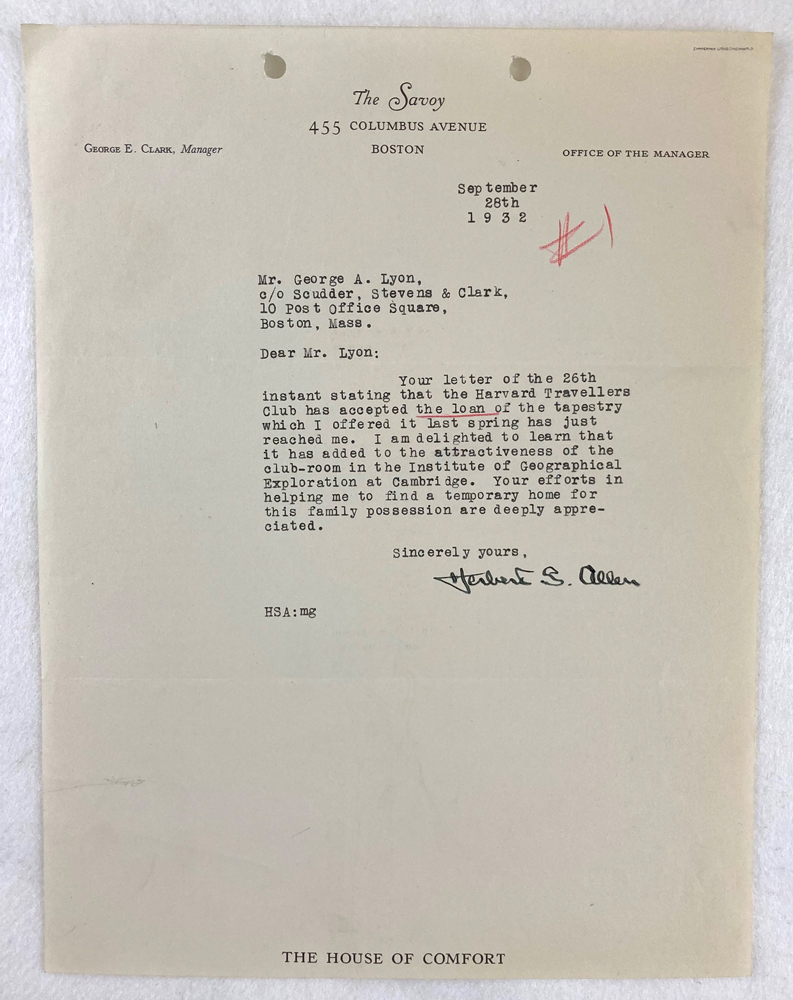 The Savoy
455 COLUMBUS AVENUE
GEORGE E. CLARK, Manager
BOSTON
OFFICE OF THE MANAGER
September
28th
1 9 3 2
#1
Mr. George A. Lyon,
c/o Scudder, Stevens & Clark,
10 Post Office Square,
Boston, Mass.
Dear Mr. Lyon:
Your letter of the 26th
instant stating that the Harvard Travellers
Club has accepted the loan of the tapestry
which I offered it last spring has just
reached me. I am delighted to learn that
it has added to the attractiveness of the
club-room in the Institute of Geographical
Exploration at Cambridge. Your efforts in
helping me to find a temporary home for
this family possession are deeply appre-
ciated.
Sincerely yours,
Herbert S. Allen
HSA:mg
THE HOUSE OF COMFORT